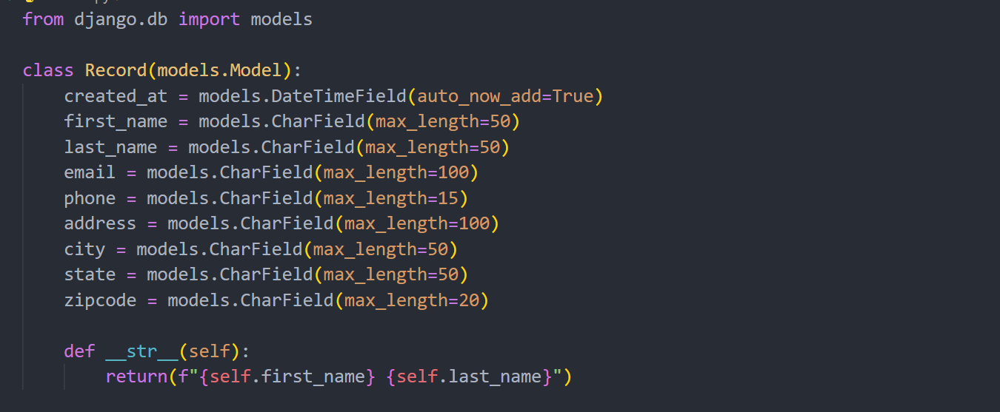 from django.db import models
class Record(models.Model):
created_at = models.DateTimeField(auto_now_add=True)
first_name = models.CharField(max_length=50)
last_name = models.CharField(max_length=50)
email = models.CharField(max_length=100)
phone = models.CharField(max_length=15)
address = models.CharField(max_length=100)
city = models.CharField(max_length=50)
state = models.CharField(max_length=50)
zipcode = models.CharField(max_length=20)
def __str__(self):
return(f"{self.first_name} {self.last_name}")